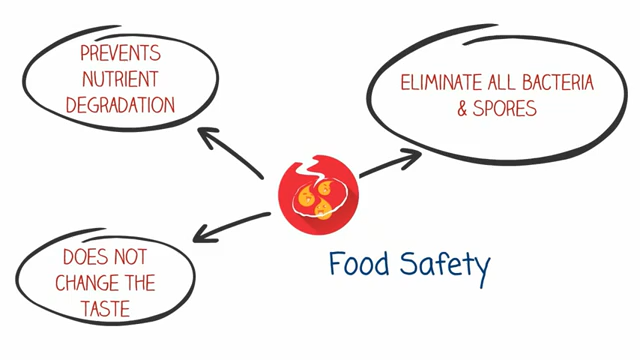 PREVENTS
NUTRIENT
DEGRADATION
ELIMINATE ALL BACTERIA
& SPORES
DOES NOT
CHANGE THE
TASTE
Food Safety